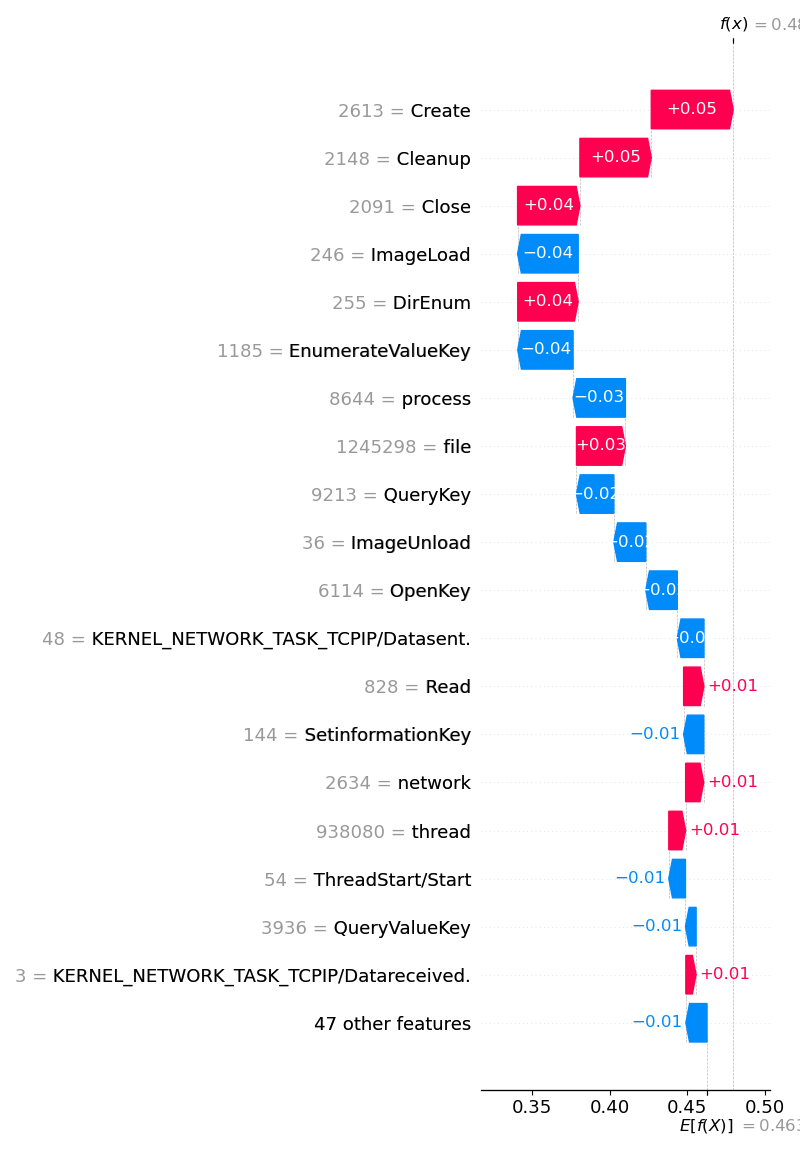 f(x) = 0.48
2613 = Create +0.05
2148 = Cleanup +0.05
2091 = Close +0.04
246 = ImageLoad −0.04
255 = DirEnum +0.04
1185 = EnumerateValueKey −0.04
8644 = process −0.03
1245298 = file +0.03
9213 = QueryKey −0.02
36 = ImageUnload
6114 = OpenKey
48 = KERNEL_NETWORK_TASK_TCPIP/Datasent.
828 = Read +0.01
144 = SetinformationKey −0.01
2634 = network +0.01
938080 = thread +0.01
54 = ThreadStart/Start −0.01
3936 = QueryValueKey −0.01
3 = KERNEL_NETWORK_TASK_TCPIP/Datareceived. +0.01
47 other features −0.01
0.35 0.40 0.45 0.50
E[f(X)] = 0.463